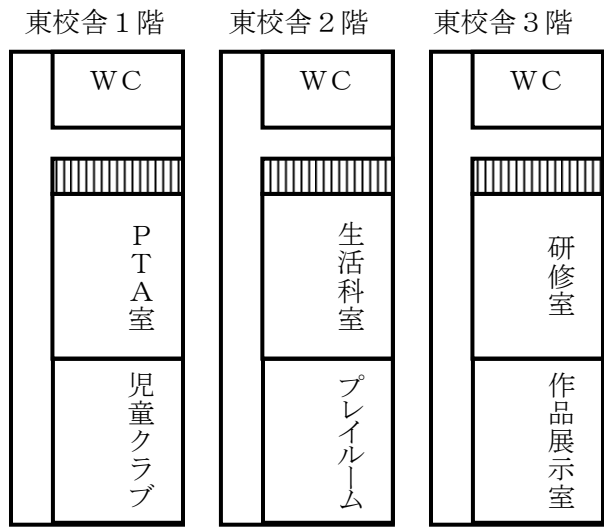 東校舎１階
ＷＣ
ＰＴＡ室
児童クラブ
東校舎２階
ＷＣ
生活科室
プレイルーム
東校舎３階
ＷＣ
研修室
作品展示室